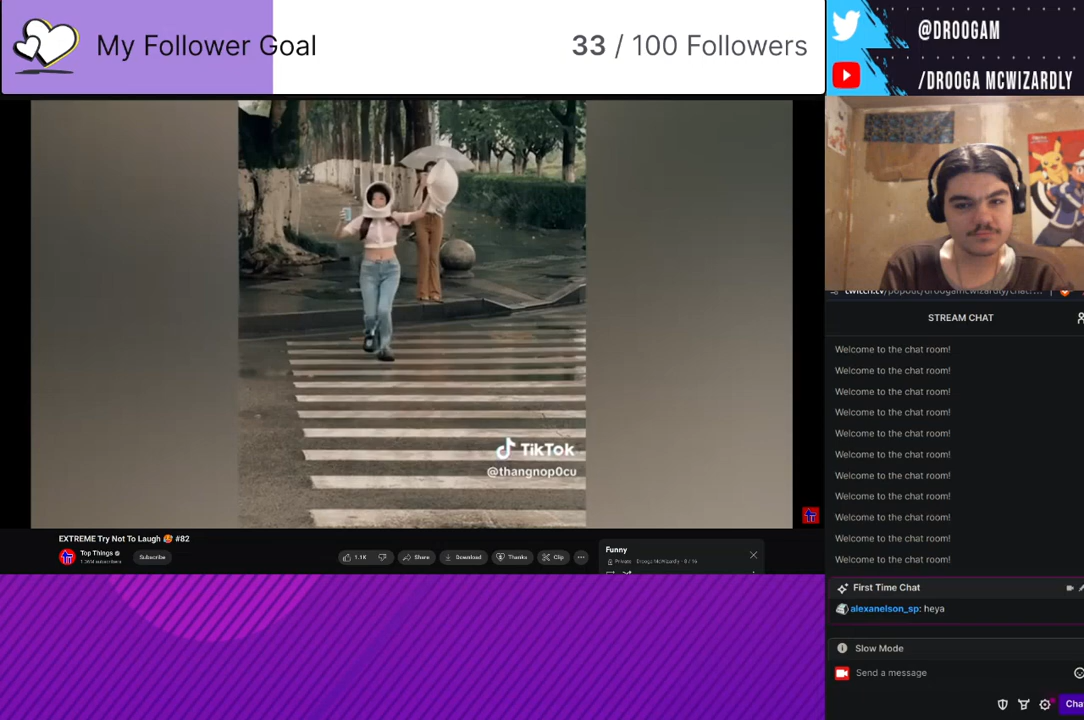 My Follower Goal
33 / 100 Followers
@DROOGAM
/DROOGA MCWIZARDLY
TikTok
@thangnop0cu
EXTREME Try Not To Laugh 🥵 #82
Top Things
Subscribe
1.1K
Share
Download
Thanks
Clip
Funny
Private Drooga McWizardly
STREAM CHAT
Welcome to the chat room!
Welcome to the chat room!
Welcome to the chat room!
Welcome to the chat room!
Welcome to the chat room!
Welcome to the chat room!
Welcome to the chat room!
Welcome to the chat room!
Welcome to the chat room!
Welcome to the chat room!
Welcome to the chat room!
First Time Chat
alexanelson_sp: heya
Slow Mode
Send a message
Cha